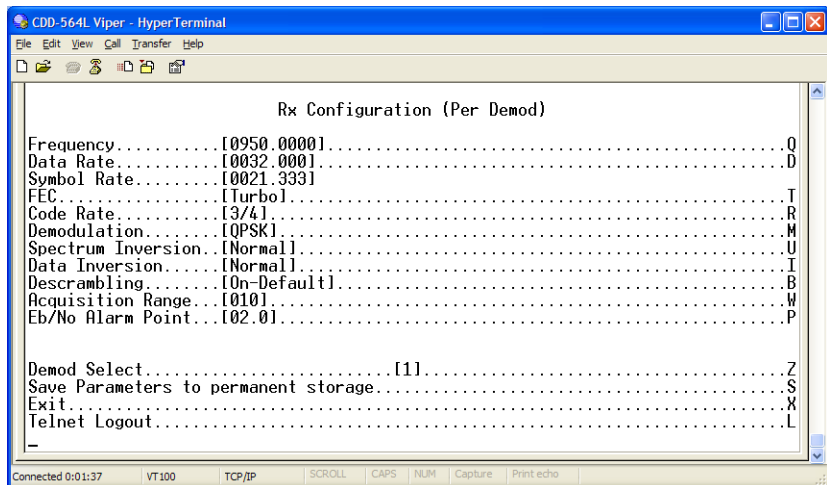 CDD-564L Viper - HyperTerminal
File Edit View Call Transfer Help
Rx Configuration (Per Demod)
Frequency...........[0950.0000].....................................................Q
Data Rate...........[0032.000]......................................................D
Symbol Rate.........[0021.333]
FEC.................[Turbo].........................................................T
Code Rate...........[3/4]...........................................................R
Demodulation........[QPSK]..........................................................M
Spectrum Inversion..[Normal]........................................................U
Data Inversion......[Normal]........................................................I
Descrambling........[On-Default]....................................................B
Acquisition Range...[010]...........................................................W
Eb/No Alarm Point...[02.0]..........................................................P
Demod Select............................[1].........................................Z
Save Parameters to permanent storage................................................S
Exit................................................................................X
Telnet Logout.......................................................................L
Connected 0:01:37 VT100 TCP/IP SCROLL CAPS NUM Capture Print echo